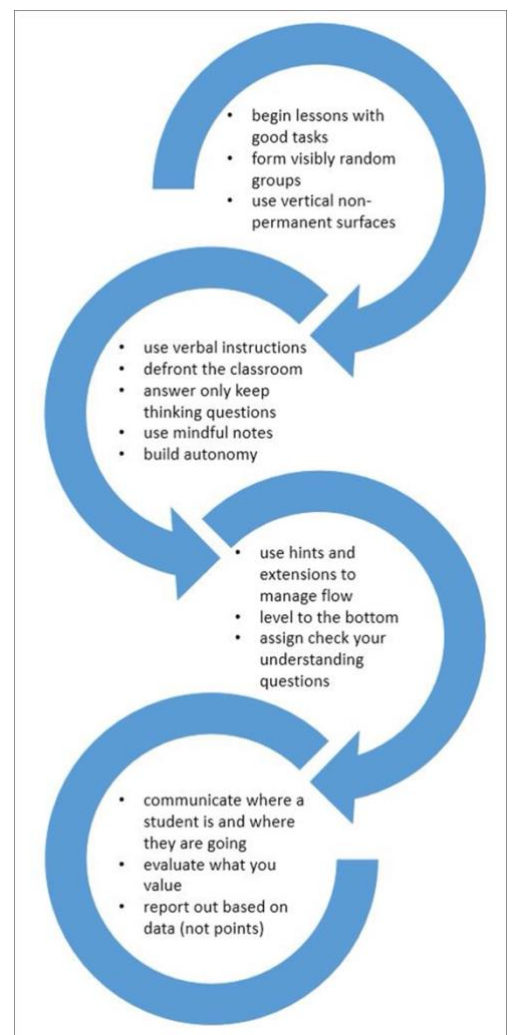 • begin lessons with
good tasks
• form visibly random
groups
• use vertical non-
permanent surfaces
• use verbal instructions
• defront the classroom
• answer only keep
thinking questions
• use mindful notes
• build autonomy
• use hints and
extensions to
manage flow
• level to the bottom
• assign check your
understanding
questions
• communicate where a
student is and where
they are going
• evaluate what you
value
• report out based on
data (not points)